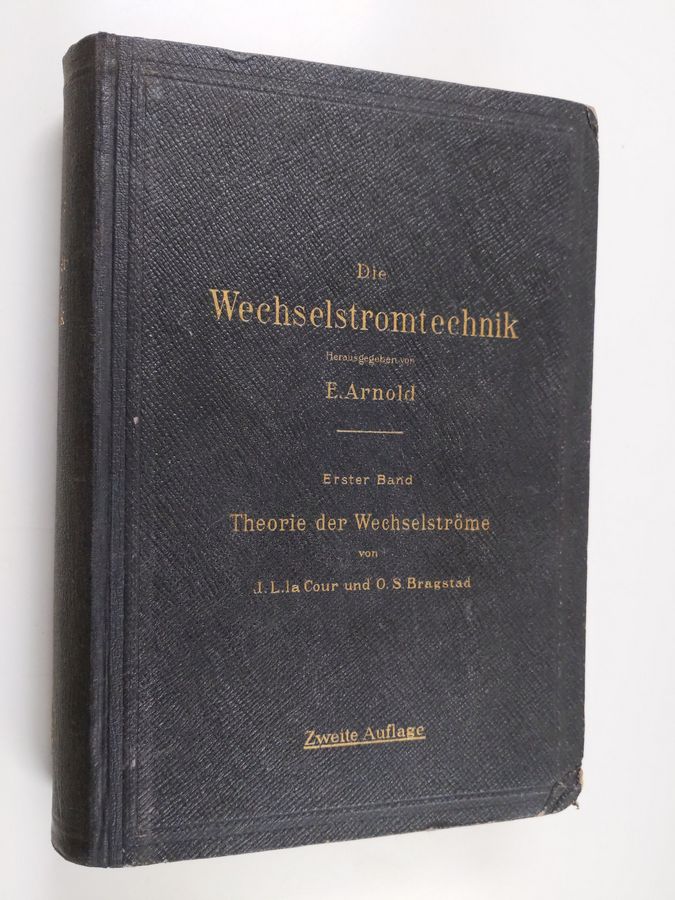 Die
Wechselstromtechnik
Herausgegeben von
E. Arnold
Erster Band
Theorie der Wechselströme
von
J. L. la Cour und O. S. Bragstad
Zweite Auflage